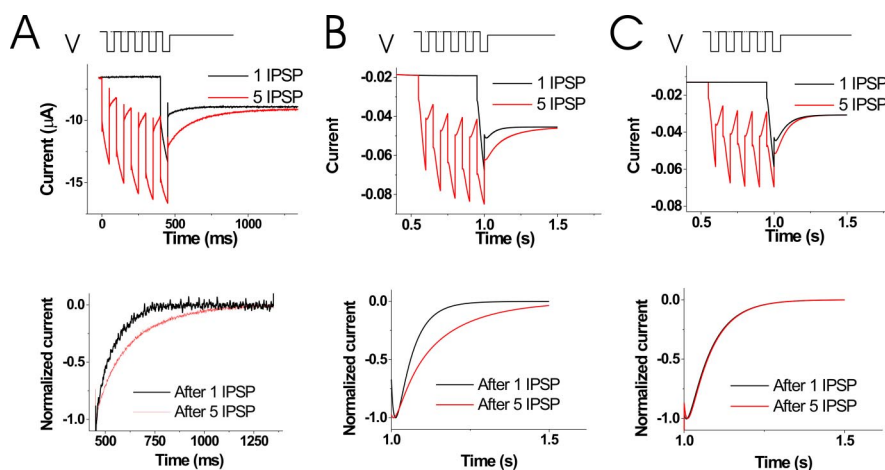 A
V
1 IPSP
5 IPSP
Current (μA)
-10
-15
0
500
1000
Time (ms)
B
V
1 IPSP
5 IPSP
Current
-0.02
-0.04
-0.06
-0.08
0.5
1.0
1.5
Time (s)
C
V
1 IPSP
5 IPSP
Current
-0.02
-0.04
-0.06
-0.08
0.5
1.0
1.5
Time (s)
Normalized current
0.0
-0.5
-1.0
After 1 IPSP
After 5 IPSP
500
750
1000
1250
Time (ms)
Normalized current
0.0
-0.5
-1.0
After 1 IPSP
After 5 IPSP
1.0
1.5
Time (s)
Normalized current
0.0
-0.5
-1.0
After 1 IPSP
After 5 IPSP
1.0
1.5
Time (s)